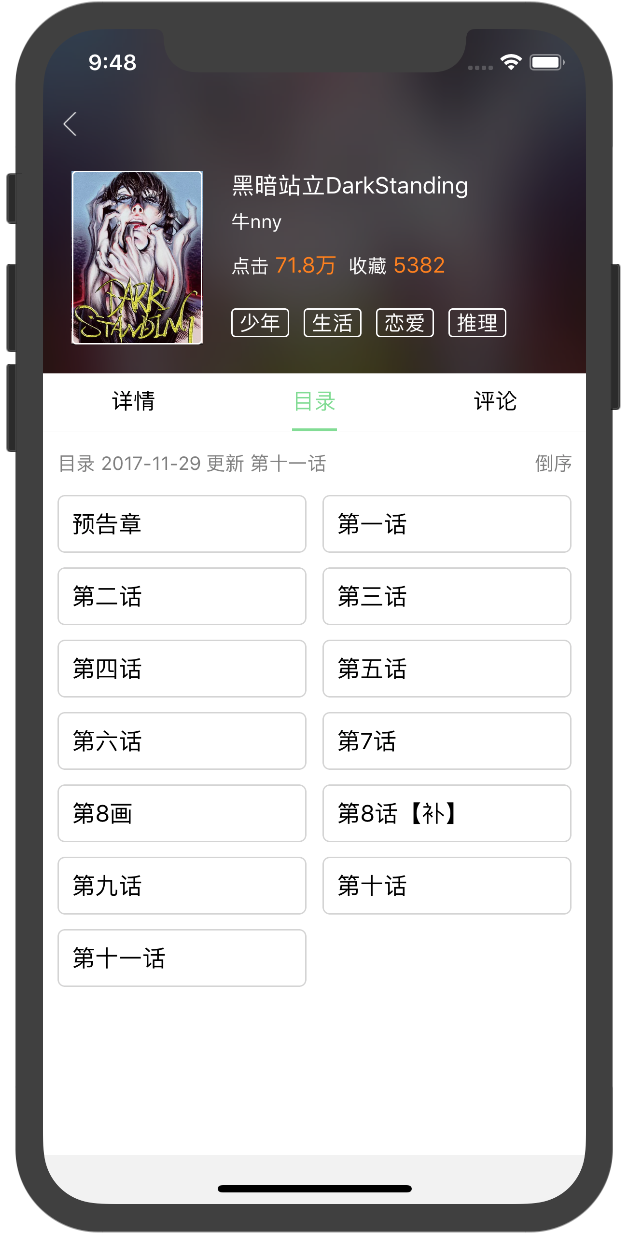 9:48
黑暗站立DarkStanding
牛nny
点击 71.8万 收藏 5382
少年 生活 恋爱 推理
DARK
STANDING
详情 目录 评论
目录 2017-11-29 更新 第十一话 倒序
预告章 第一话
第二话 第三话
第四话 第五话
第六话 第7话
第8画 第8话【补】
第九话 第十话
第十一话